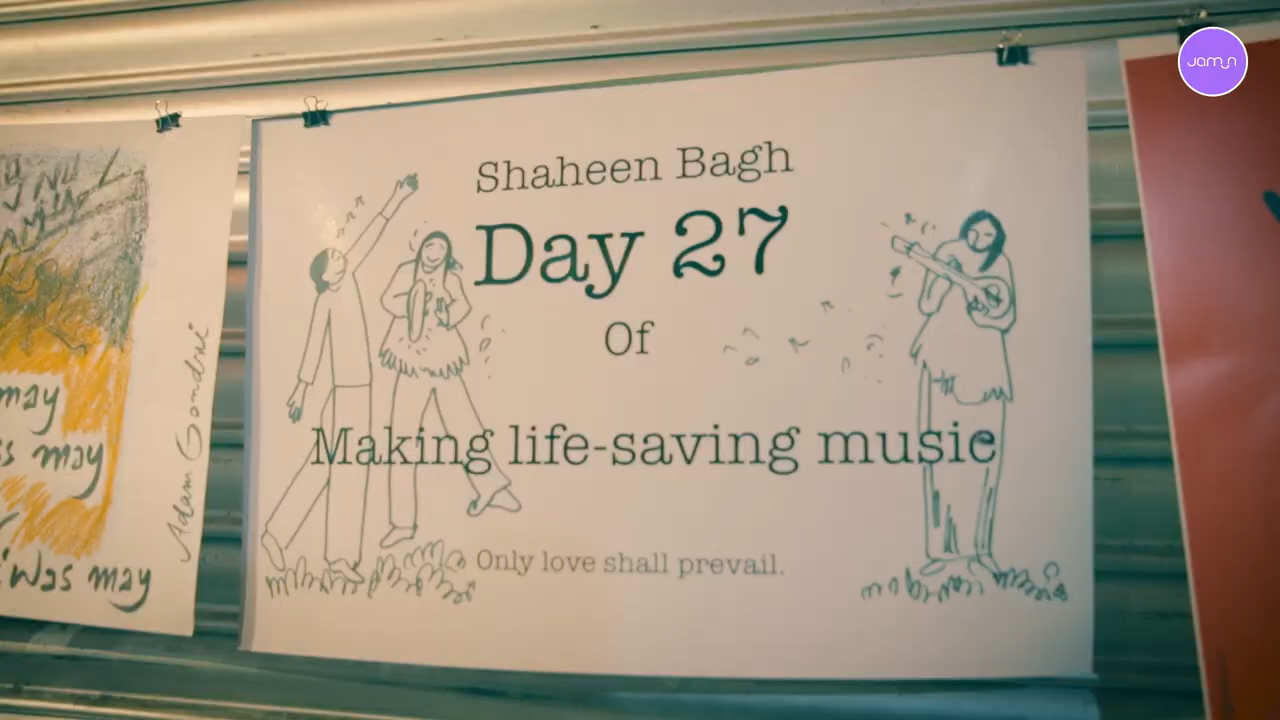 may
ss may
was may
Adam Gondvi
Shaheen Bagh
Day 27
Of
Making life-saving music
Only love shall prevail.
jamun